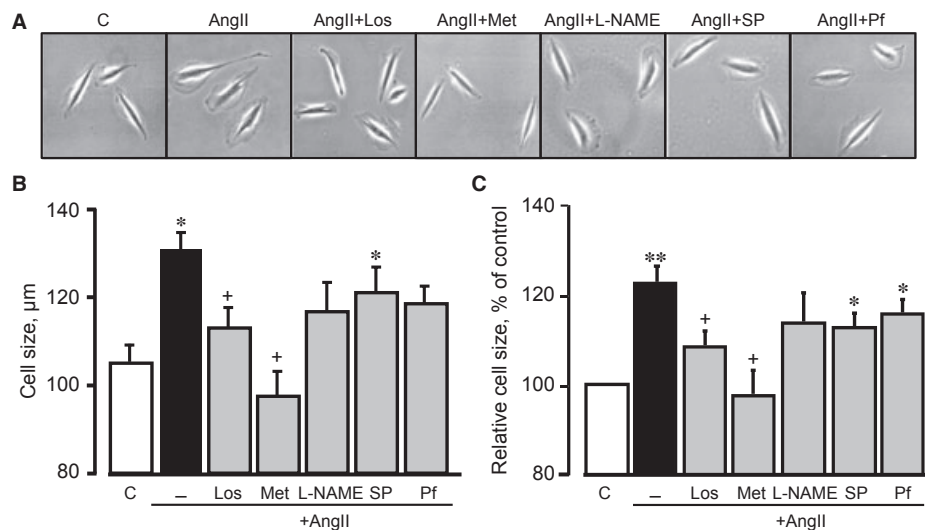 A C AngII AngII+Los AngII+Met AngII+L-NAME AngII+SP AngII+Pf
B
140
120
100
80
Cell size, µm
* + + *
C – Los Met L-NAME SP Pf
+AngII
C
140
120
100
80
Relative cell size, % of control
** + + * *
C – Los Met L-NAME SP Pf
+AngII